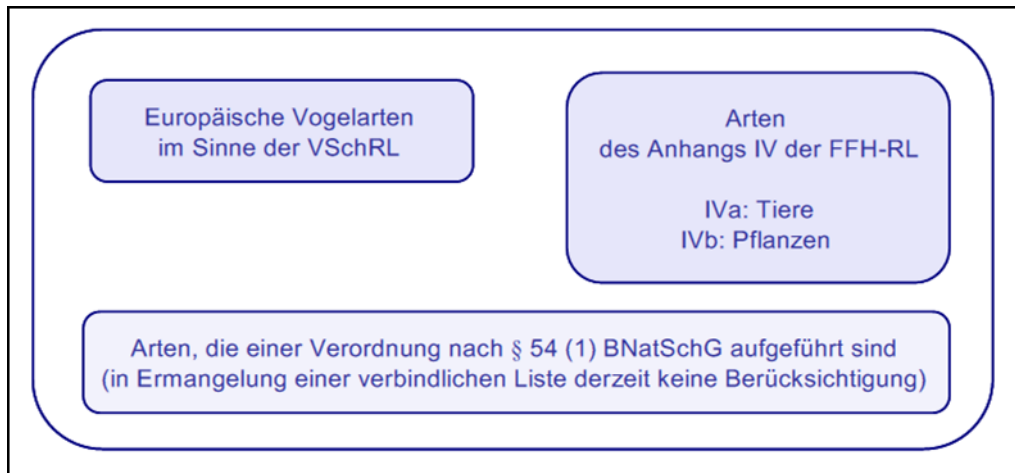 Europäische Vogelarten
im Sinne der VSchRL
Arten
des Anhangs IV der FFH-RL
IVa: Tiere
IVb: Pflanzen
Arten, die einer Verordnung nach § 54 (1) BNatSchG aufgeführt sind
(in Ermangelung einer verbindlichen Liste derzeit keine Berücksichtigung)